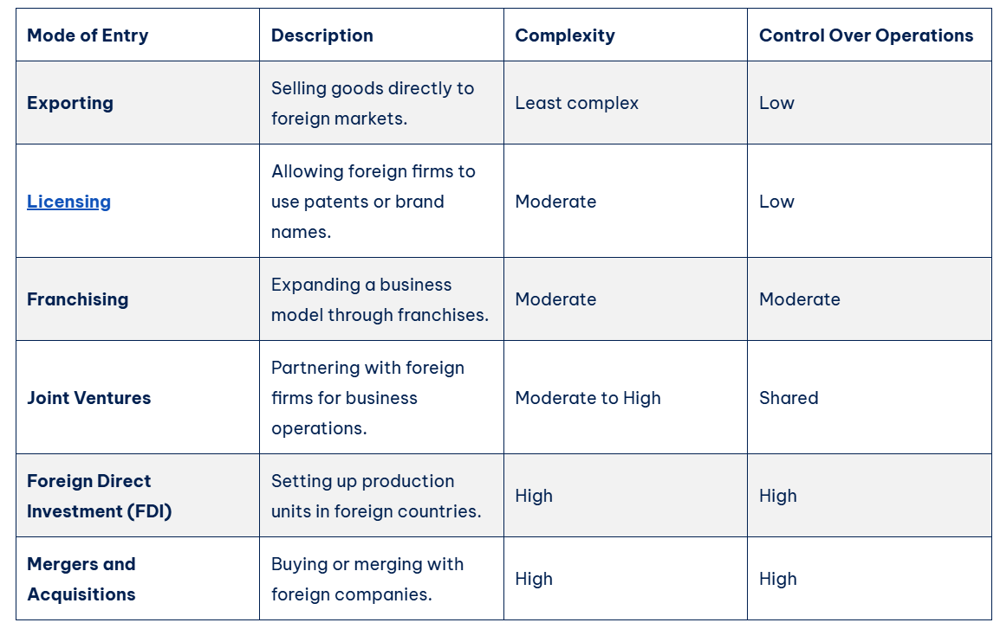 Mode of Entry Description Complexity Control Over Operations
Exporting
Selling goods directly to
foreign markets.
Least complex
Low
Licensing
Allowing foreign firms to
use patents or brand
names.
Moderate
Low
Franchising
Expanding a business
model through franchises.
Moderate
Moderate
Joint Ventures
Partnering with foreign
firms for business
operations.
Moderate to High
Shared
Foreign Direct
Investment (FDI)
Setting up production
units in foreign countries.
High
High
Mergers and
Acquisitions
Buying or merging with
foreign companies.
High
High